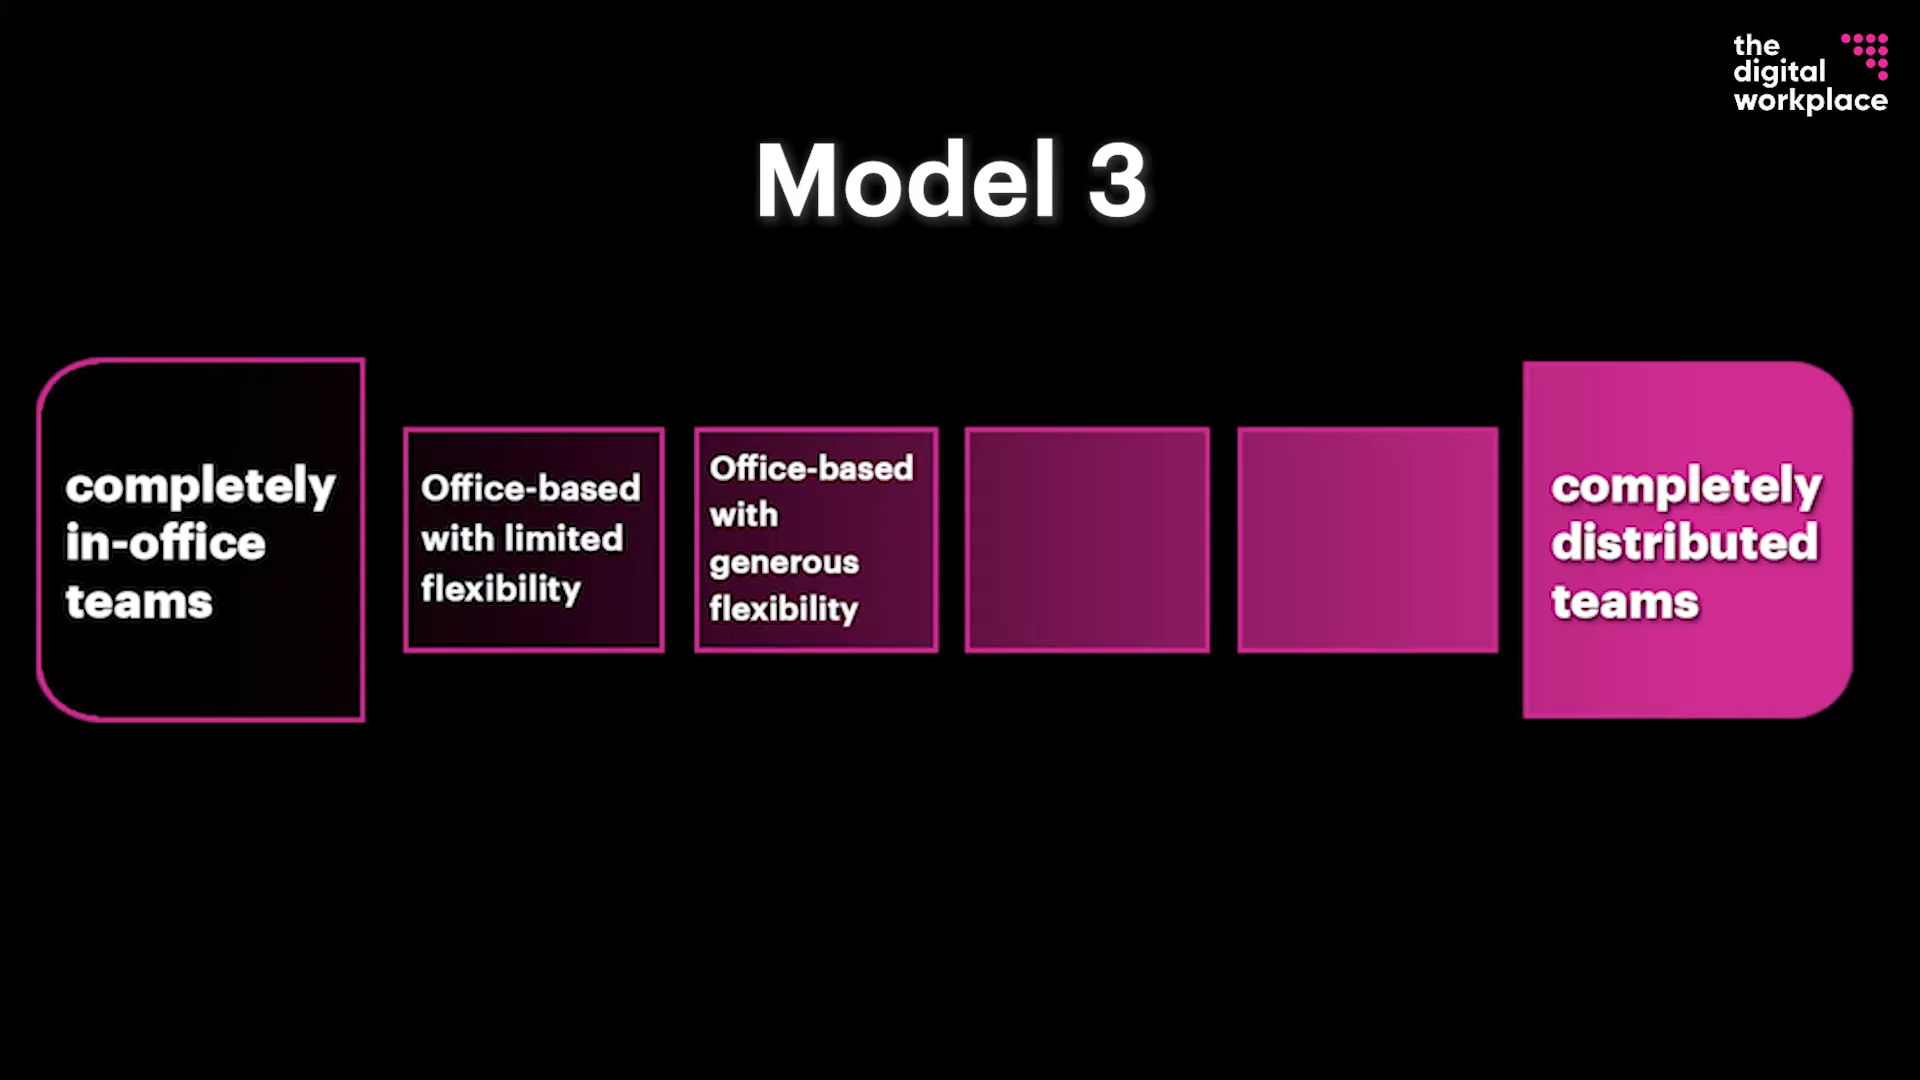 the
digital
workplace
Model 3
completely
in-office
teams
Office-based
with limited
flexibility
Office-based
with
generous
flexibility
completely
distributed
teams